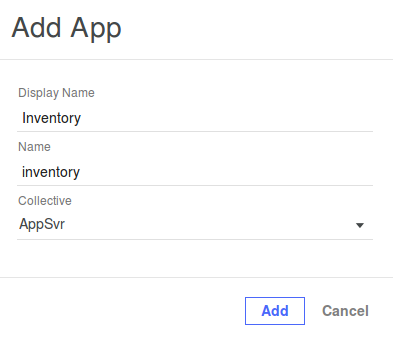 Add App
Display Name
Inventory
Name
inventory
Collective
AppSvr
Add Cancel